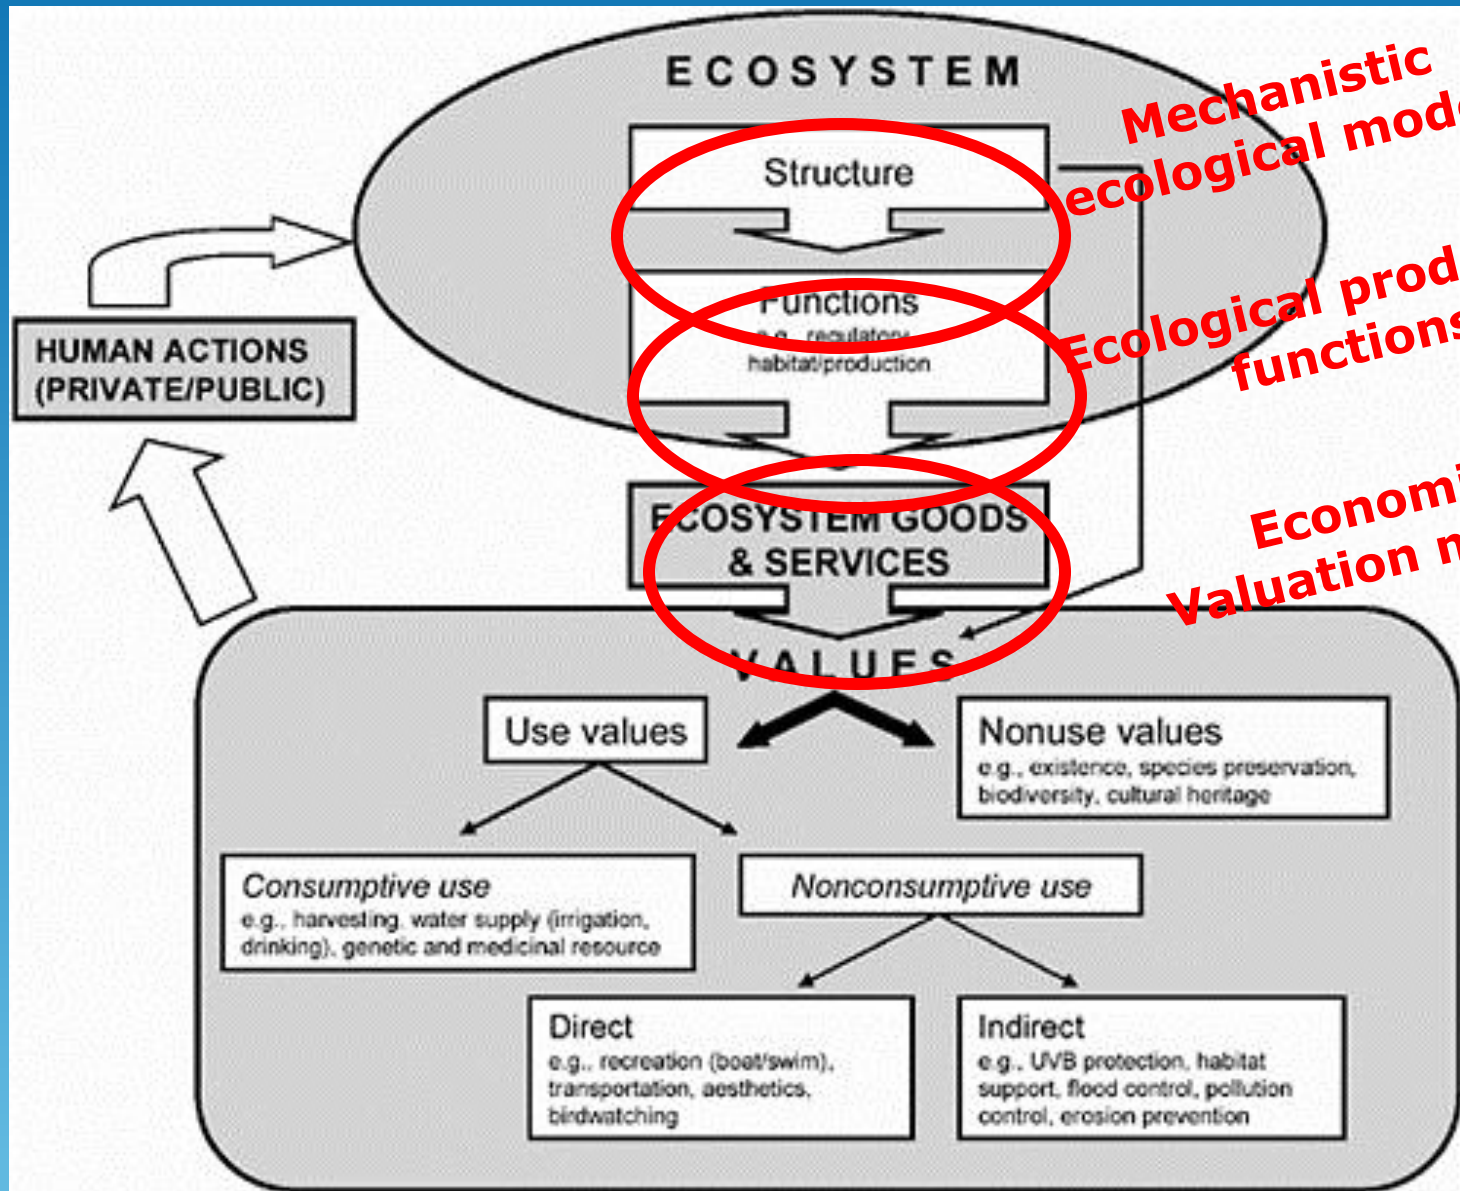 ECOSYSTEM
Mechanistic
ecological mode
Structure
Functions
e.g., regulatory
habitat/production
Ecological prod
functions
HUMAN ACTIONS
(PRIVATE/PUBLIC)
ECOSYSTEM GOODS
& SERVICES
Economi
Valuation m
VALUES
Use values
Nonuse values
e.g., existence, species preservation,
biodiversity, cultural heritage
Consumptive use
e.g., harvesting, water supply (irrigation,
drinking), genetic and medicinal resource
Nonconsumptive use
Direct
e.g., recreation (boat/swim),
transportation, aesthetics,
birdwatching
Indirect
e.g., UVB protection, habitat
support, flood control, pollution
control, erosion prevention